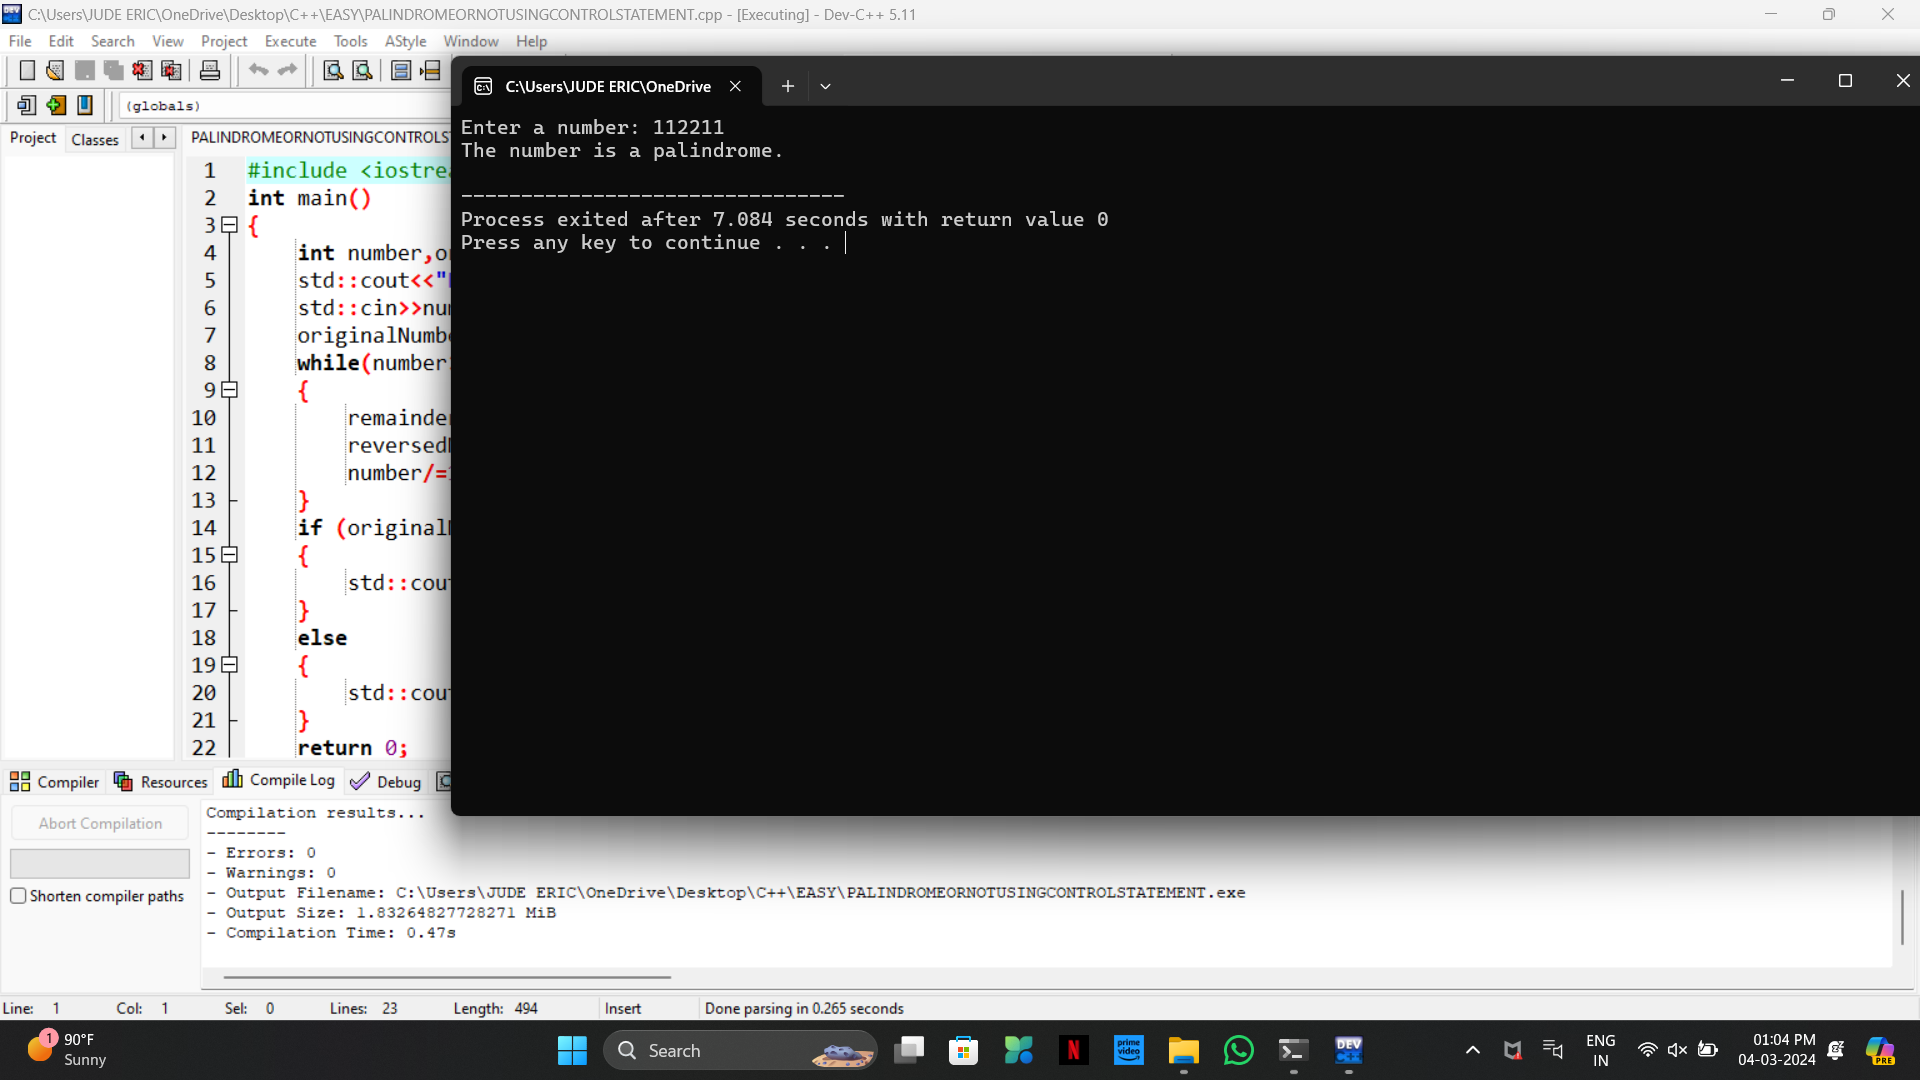 C:\Users\JUDE ERIC\OneDrive\Desktop\C++\EASY\PALINDROMEORNOTUSINGCONTROLSTATEMENT.cpp - [Executing] - Dev-C++ 5.11
File Edit Search View Project Execute Tools AStyle Window Help
(globals)
Project Classes
PALINDROMEORNOTUSINGCONTROLS
1 #include <iostre
2 int main()
3 {
4 int number,o
5 std::cout<<"
6 std::cin>>nu
7 originalNumb
8 while(number
9 {
10 remainde
11 reversed
12 number/=
13 }
14 if (original
15 {
16 std::cou
17 }
18 else
19 {
20 std::cou
21 }
22 return 0;
C:\Users\JUDE ERIC\OneDrive
Enter a number: 112211
The number is a palindrome.
--------------------------------
Process exited after 7.084 seconds with return value 0
Press any key to continue . . .
Compiler Resources Compile Log Debug
Abort Compilation
Shorten compiler paths
Compilation results...
--------
- Errors: 0
- Warnings: 0
- Output Filename: C:\Users\JUDE ERIC\OneDrive\Desktop\C++\EASY\PALINDROMEORNOTUSINGCONTROLSTATEMENT.exe
- Output Size: 1.83264827728271 MiB
- Compilation Time: 0.47s
Line: 1 Col: 1 Sel: 0 Lines: 23 Length: 494 Insert Done parsing in 0.265 seconds
1
90°F
Sunny
Search
prime video
N
DEV C++
ENG
IN
01:04 PM
04-03-2024
PRE